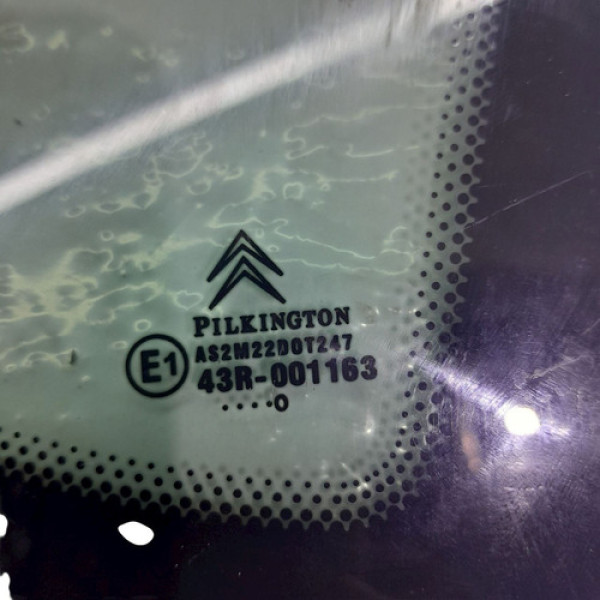 PILKINGTON
AS2M22DOT247
E1
43R-001163
....O